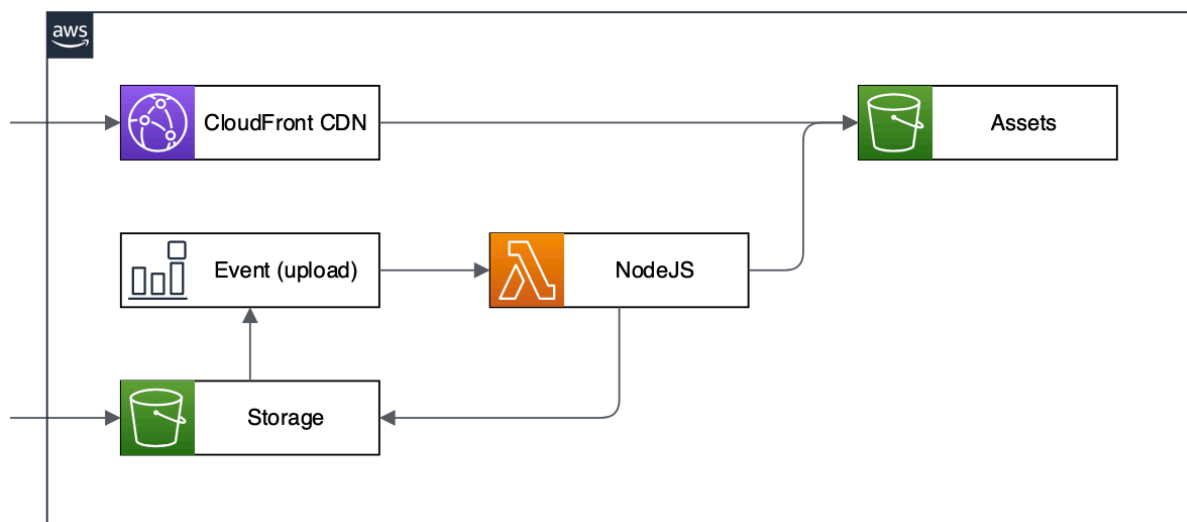 aws
CloudFront CDN
Assets
Event (upload)
NodeJS
Storage